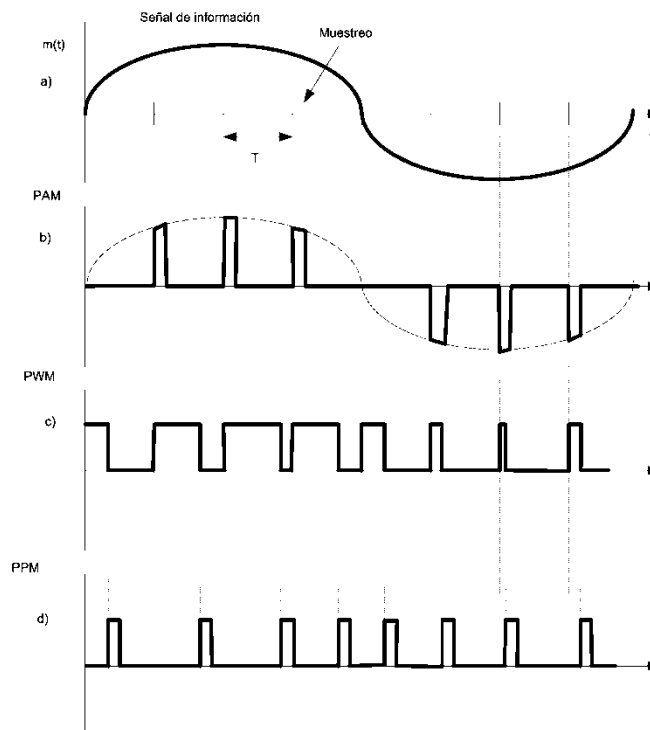 Señal de información
Muestreo
m(t)
a)
T
PAM
b)
PWM
c)
PPM
d)